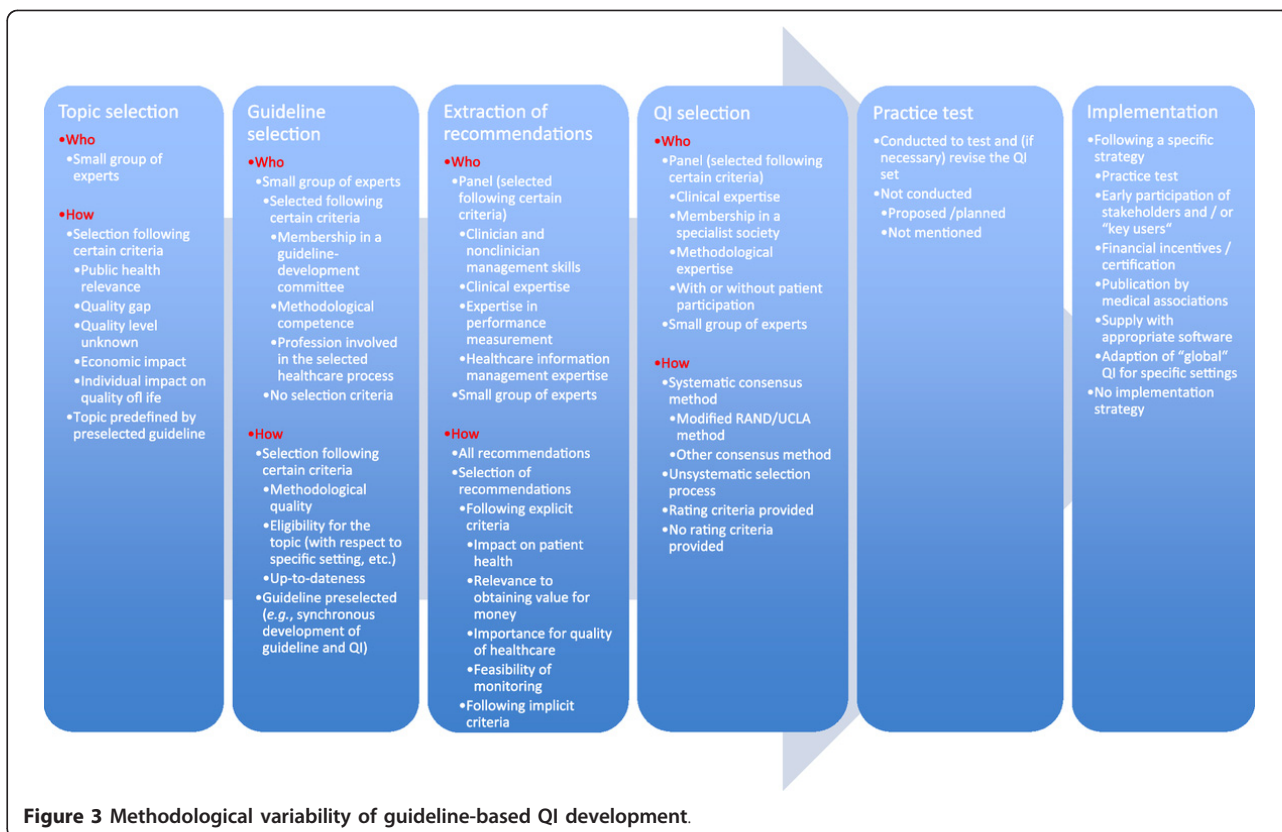 Topic selection
•Who
•Small group of
experts
•How
•Selection following
certain criteria
•Public health
relevance
•Quality gap
•Quality level
unknown
•Economic impact
•Individual impact on
quality ofl ife
•Topic predefined by
preselected guideline
Guideline
selection
•Who
•Small group of experts
•Selected following
certain criteria
•Membership in a
guideline-
development
committee
•Methodological
competence
•Profession involved
in the selected
healthcare process
•No selection criteria
•How
•Selection following
certain criteria
•Methodological
quality
•Eligibility for the
topic (with respect to
specific setting, etc.)
•Up-to-dateness
•Guideline preselected
(e.g., synchronous
development of
guideline and QI)
Extraction of
recommendations
•Who
•Panel (selected
following certain
criteria)
•Clinician and
nonclinician
management skills
•Clinical expertise
•Expertise in
performance
measurement
•Healthcare information
management expertise
•Small group of experts
•How
•All recommendations
•Selection of
recommendations
•Following explicit
criteria
•Impact on patient
health
•Relevance to
obtaining value for
money
•Importance for quality
of healthcare
•Feasibility of
monitoring
•Following implicit
criteria
QI selection
•Who
•Panel (selected following
certain criteria)
•Clinical expertise
•Membership in a
specialist society
•Methodological
expertise
•With or without patient
participation
•Small group of experts
•How
•Systematic consensus
method
•Modified RAND/UCLA
method
•Other consensus method
•Unsystematic selection
process
•Rating criteria provided
•No rating criteria
provided
Practice test
•Conducted to test and (if
necessary) revise the QI
set
•Not conducted
•Proposed /planned
•Not mentioned
Implementation
•Following a specific
strategy
•Practice test
•Early participation of
stakeholders and / or
"key users"
•Financial incentives /
certification
•Publication by
medical associations
•Supply with
appropriate software
•Adaption of "global"
QI for specific settings
•No implementation
strategy
Figure 3 Methodological variability of guideline-based QI development.